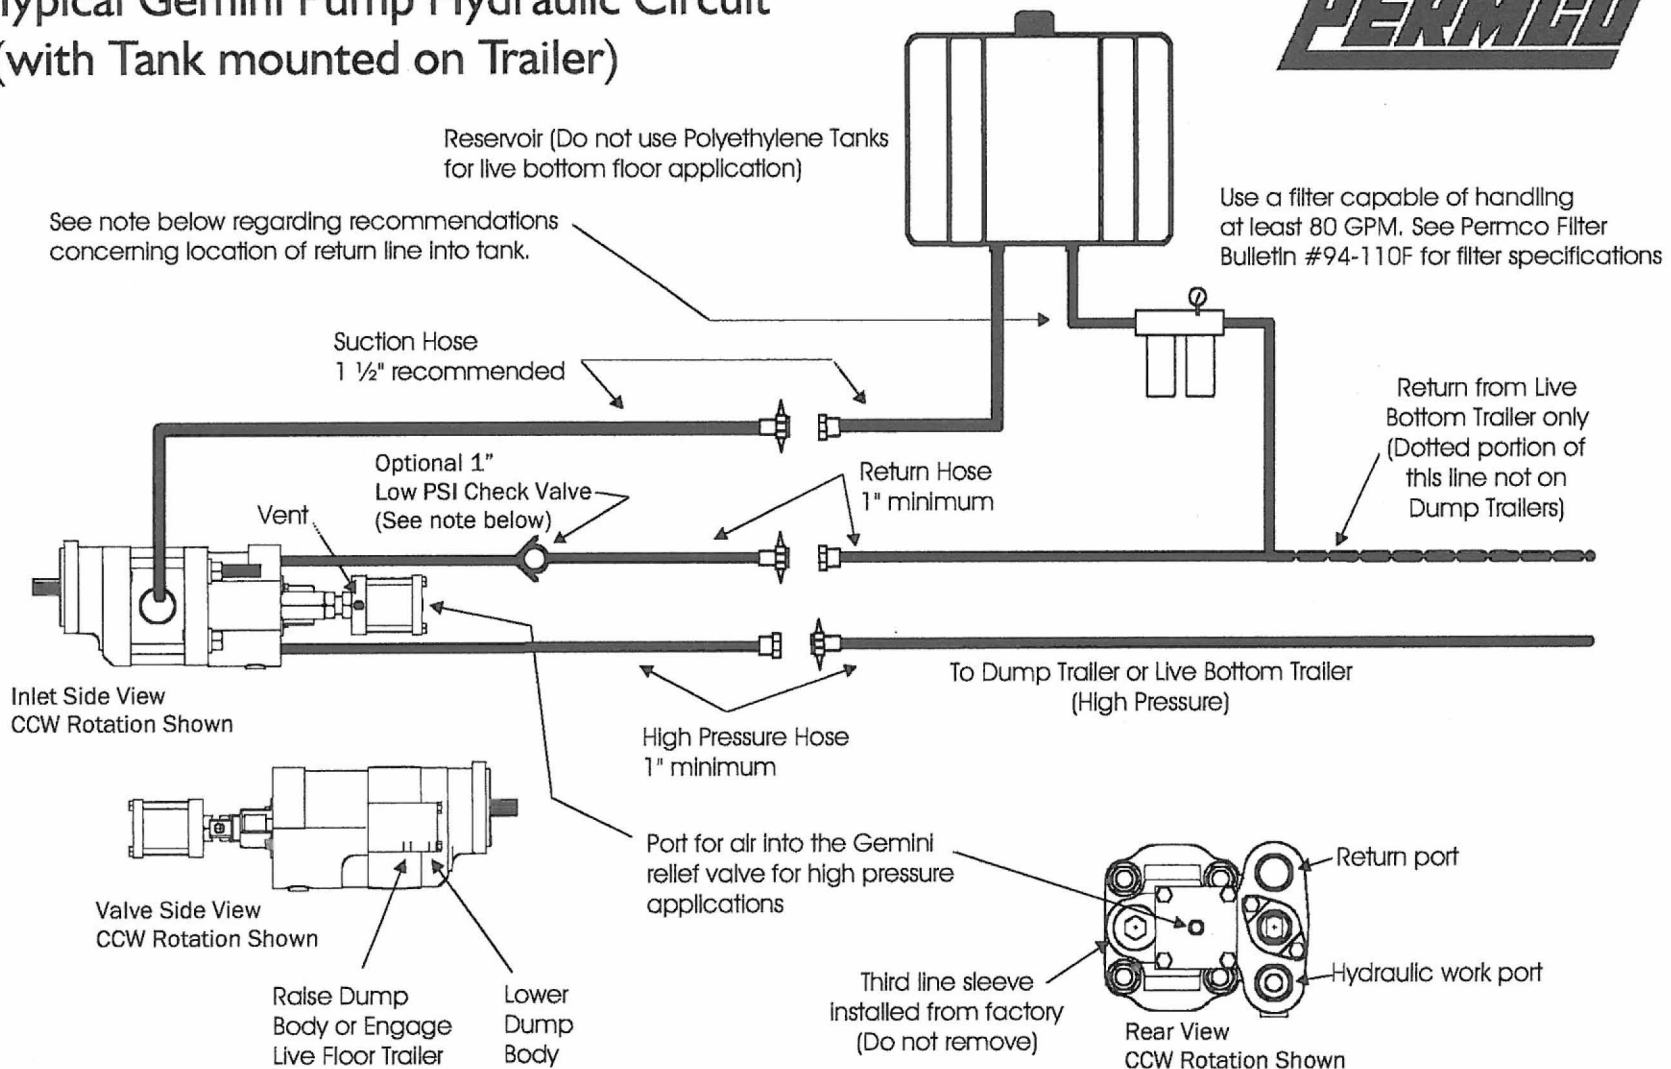 Typical Gemini Pump Hydraulic Circuit
(with Tank mounted on Trailer)
PERMCO
Reservoir (Do not use Polyethylene Tanks
for live bottom floor application)
See note below regarding recommendations
concerning location of return line into tank.
Use a filter capable of handling
at least 80 GPM. See Permco Filter
Bulletin #94-110F for filter specifications
Suction Hose
1 ½" recommended
Return from Live
Bottom Trailer only
(Dotted portion of
this line not on
Dump Trailers)
Optional 1"
Low PSI Check Valve
(See note below)
Return Hose
1" minimum
Vent
Inlet Side View
CCW Rotation Shown
To Dump Trailer or Live Bottom Trailer
(High Pressure)
High Pressure Hose
1" minimum
Port for air into the Gemini
relief valve for high pressure
applications
Valve Side View
CCW Rotation Shown
Raise Dump
Body or Engage
Live Floor Trailer
Lower
Dump
Body
Return port
Hydraulic work port
Third line sleeve
installed from factory
(Do not remove)
Rear View
CCW Rotation Shown